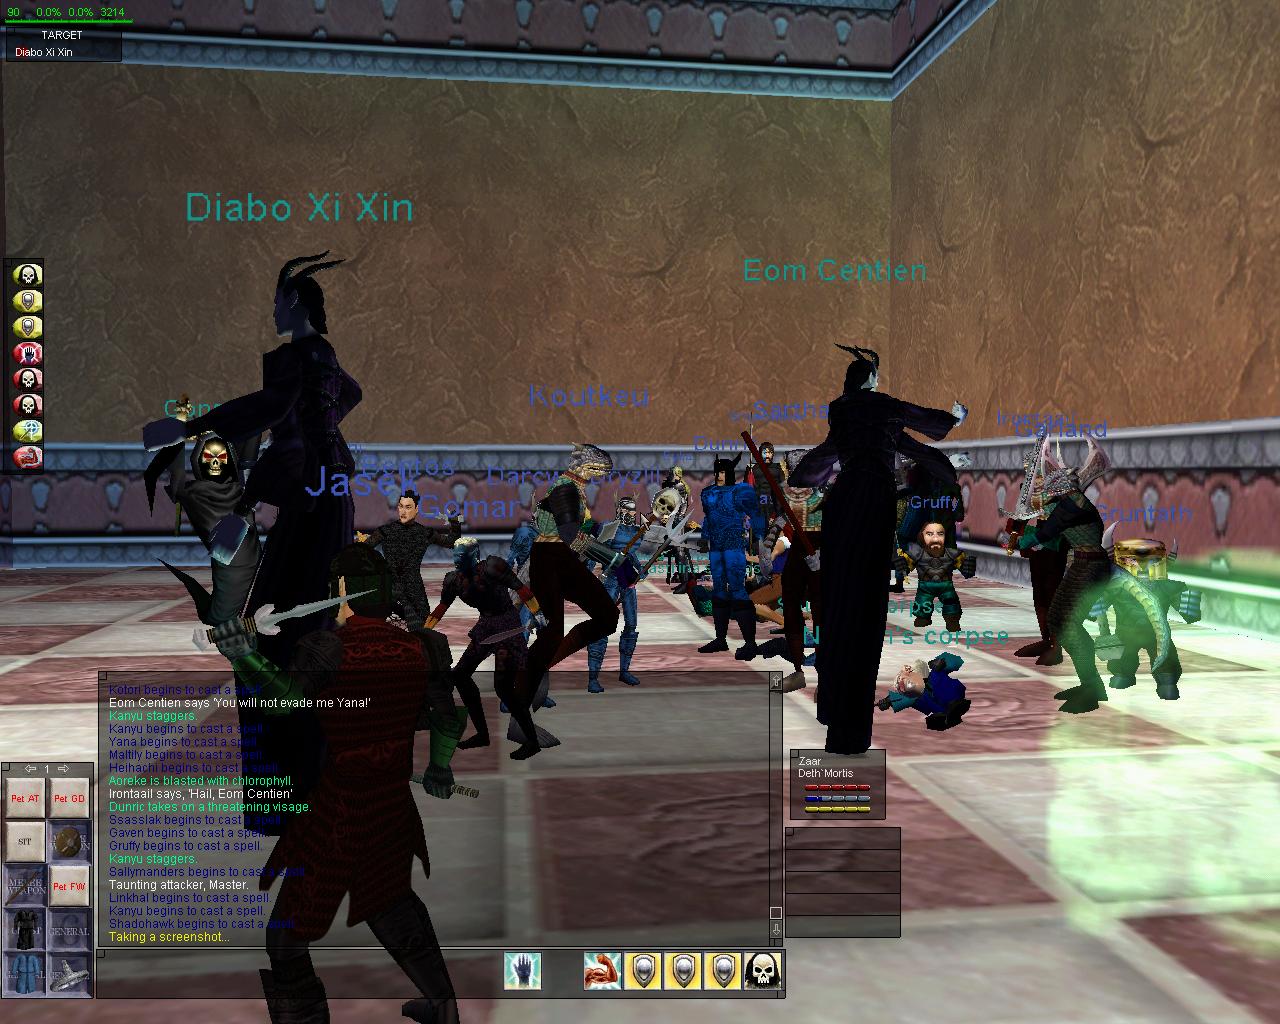 90 0.0% 0.0% 3214
TARGET
Diabo Xi Xin
Diabo Xi Xin
Eom Centien
Koutkeu
Garland
Jasek
Gomar
Gruffy
Gruntath
's corpse
Kotori begins to cast a spell.
Eom Centien says 'You will not evade me Yana!'
Kanyu staggers.
Kanyu begins to cast a spell.
Yana begins to cast a spell.
Maltily begins to cast a spell.
Heihachi begins to cast a spell.
Aoreke is blasted with chlorophyll.
Irontaail says, 'Hail, Eom Centien'
Dunric takes on a threatening visage.
Ssasslak begins to cast a spell.
Gaven begins to cast a spell.
Gruffy begins to cast a spell.
Kanyu staggers.
Sallymanders begins to cast a spell.
Taunting attacker, Master.
Linkhal begins to cast a spell.
Kanyu begins to cast a spell.
Shadohawk begins to cast a spell.
Taking a screenshot...
Zaar
Deth`Mortis
1
Pet AT Pet GD
SIT
Pet FW